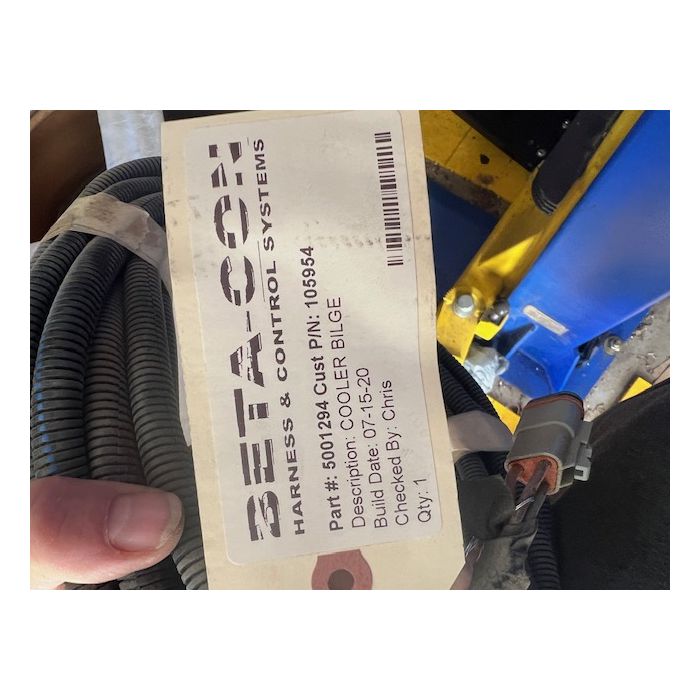 BETA-CON
HARNESS & CONTROL SYSTEMS
Part #: 5001294 Cust P/N: 105954
Description: COOLER BILGE
Build Date: 07-15-20
Checked By: Chris
Qty: 1